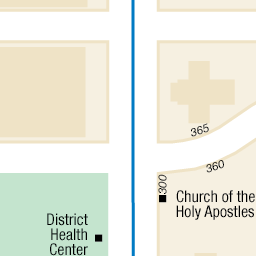 365
360
300
Church of the
Holy Apostles
District
Health
Center